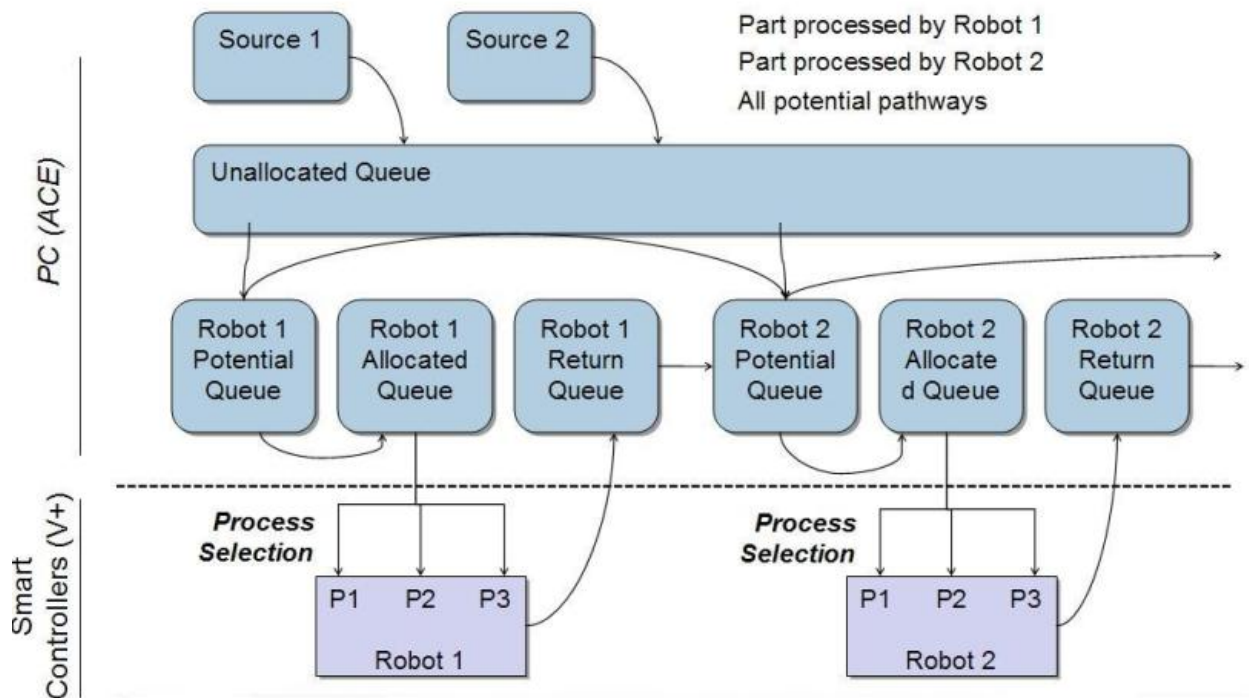 Source 1
Source 2
Part processed by Robot 1
Part processed by Robot 2
All potential pathways
PC (ACE)
Unallocated Queue
Robot 1
Potential
Queue
Robot 1
Allocated
Queue
Robot 1
Return
Queue
Robot 2
Potential
Queue
Robot 2
Allocate
d Queue
Robot 2
Return
Queue
Smart
Controllers (V+)
Process
Selection
P1 P2 P3
Robot 1
Process
Selection
P1 P2 P3
Robot 2